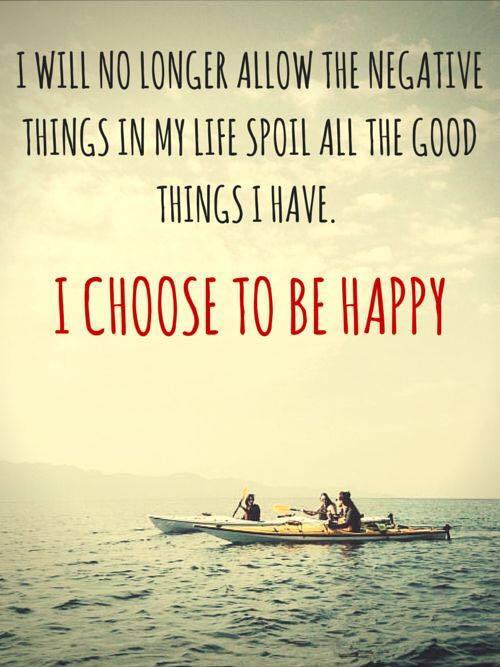 I WILL NO LONGER ALLOW THE NEGATIVE
THINGS IN MY LIFE SPOIL ALL THE GOOD
THINGS I HAVE.
I CHOOSE TO BE HAPPY